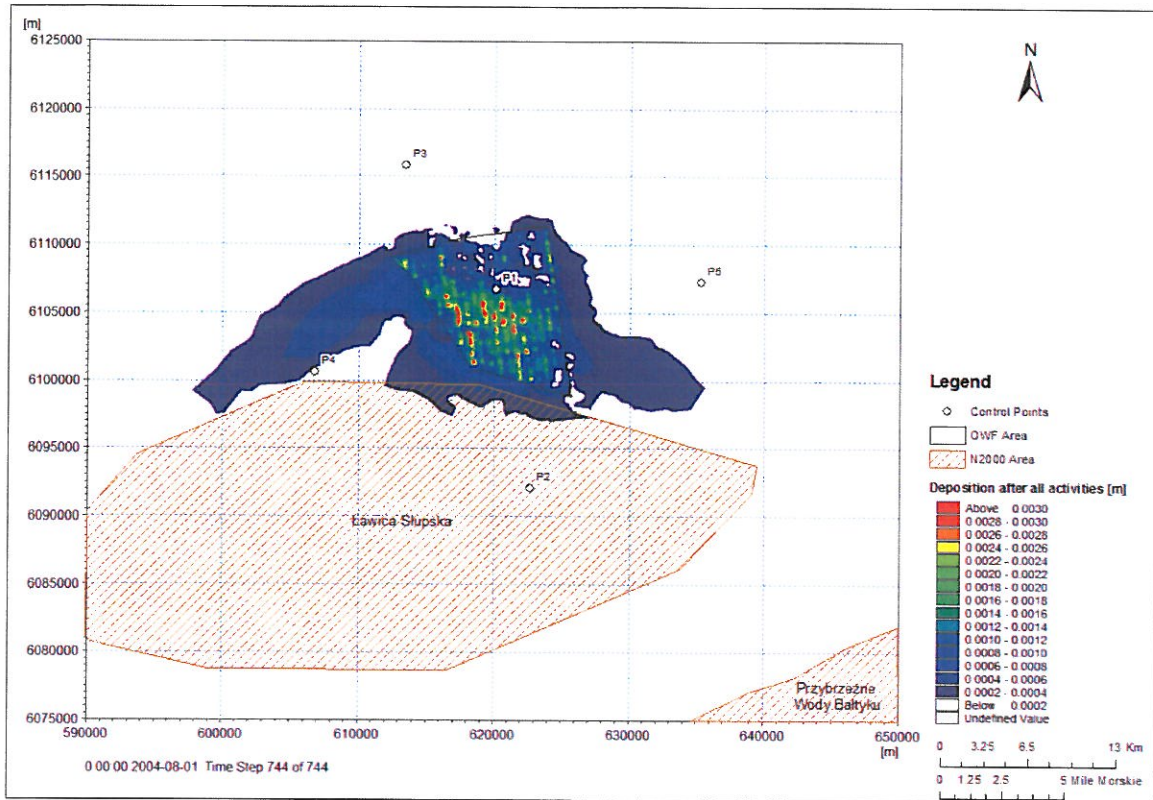 [m]
6125000
6120000
6115000
6110000
6105000
6100000
6095000
6090000
6085000
6080000
6075000
590000 600000 610000 620000 630000 640000 650000
[m]
P3
P1
P5
P4
P2
Ławica Słupska
Przybrzeżne
Wody Bałtyku
0 00 00 2004-08-01 Time Step 744 of 744
N
Legend
Control Points
OWF Area
N2000 Area
Deposition after all activities [m]
Above 0.0030
0.0028 - 0.0030
0.0026 - 0.0028
0.0024 - 0.0026
0.0022 - 0.0024
0.0020 - 0.0022
0.0018 - 0.0020
0.0016 - 0.0018
0.0014 - 0.0016
0.0012 - 0.0014
0.0010 - 0.0012
0.0008 - 0.0010
0.0006 - 0.0008
0.0004 - 0.0006
0.0002 - 0.0004
Below 0.0002
Undefined Value
0 3.25 6.5 13 Km
0 1.25 2.5 5 Mile Morskie